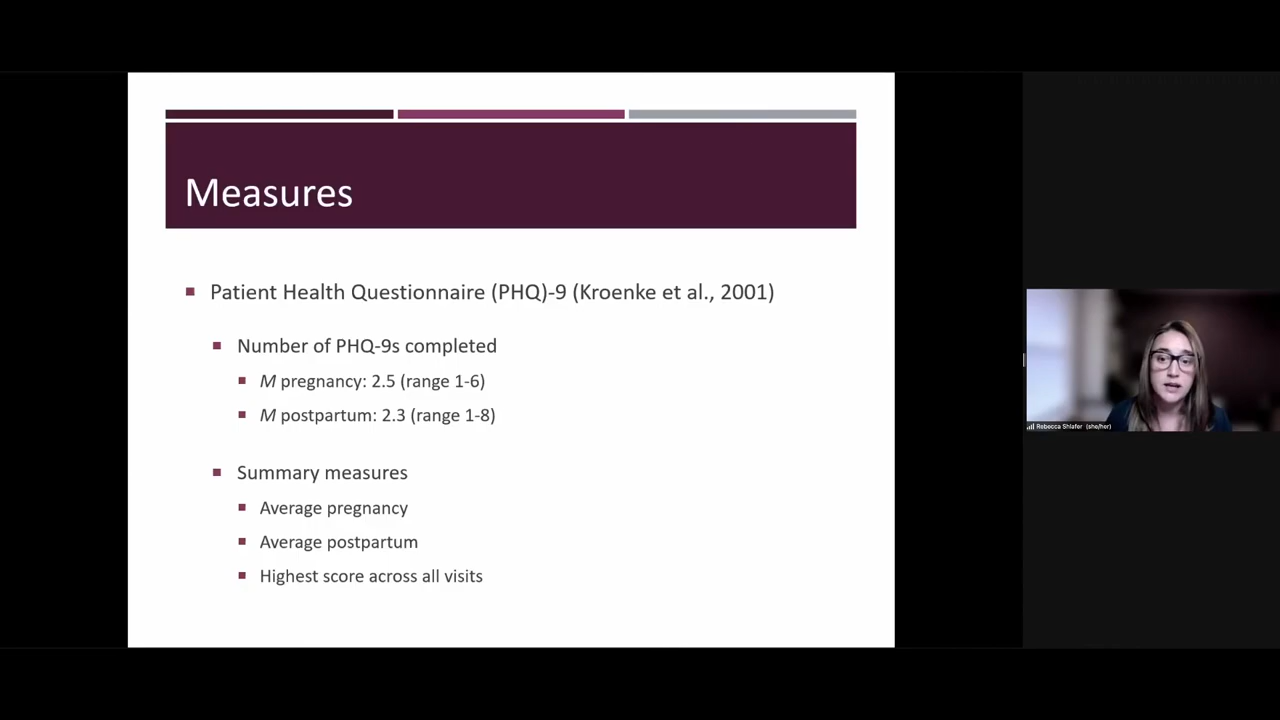 Measures
Patient Health Questionnaire (PHQ)-9 (Kroenke et al., 2001)
Number of PHQ-9s completed
M pregnancy: 2.5 (range 1-6)
M postpartum: 2.3 (range 1-8)
Summary measures
Average pregnancy
Average postpartum
Highest score across all visits
Rebecca Shlafer (she/her)